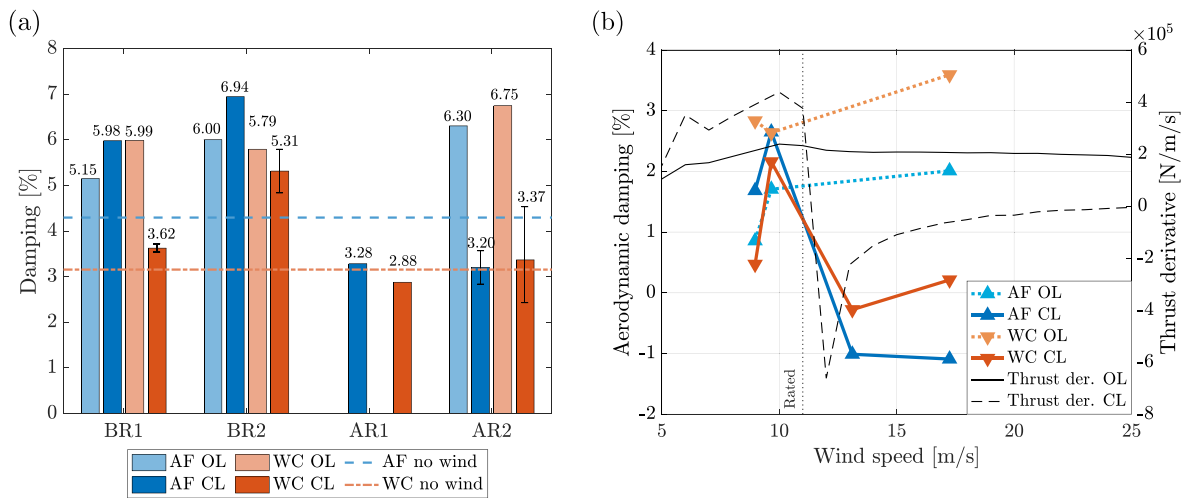 (a)
8
7
6
5
4
3
2
1
0
Damping [%]
5.15
5.98
5.99
3.62
6.00
6.94
5.79
5.31
3.28
2.88
6.30
3.20
6.75
3.37
BR1
BR2
AR1
AR2
AF OL
WC OL
AF no wind
AF CL
WC CL
WC no wind
(b)
×10⁵
4
3
2
1
0
-1
-2
Aerodynamic damping [%]
6
4
2
0
-2
-4
-6
-8
Thrust derivative [N/m/s]
Rated
AF OL
AF CL
WC OL
WC CL
Thrust der. OL
Thrust der. CL
5
10
15
20
25
Wind speed [m/s]